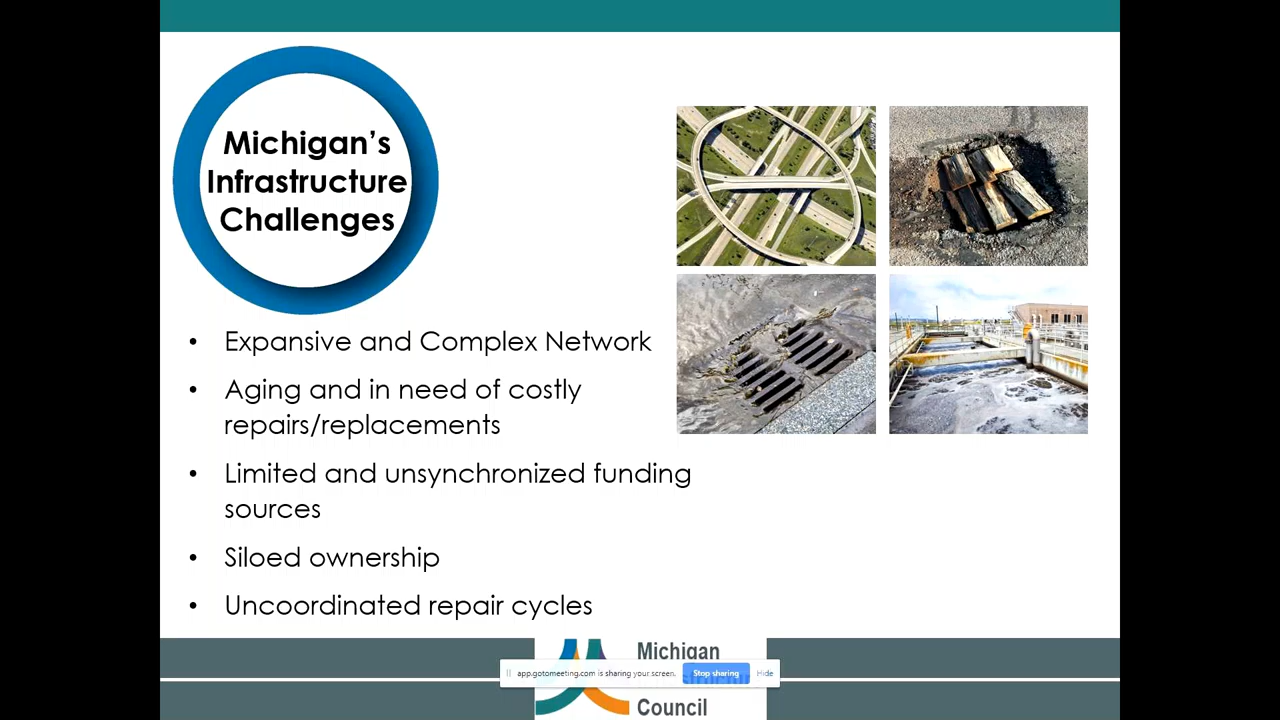 Michigan’s
Infrastructure
Challenges
• Expansive and Complex Network
• Aging and in need of costly
repairs/replacements
• Limited and unsynchronized funding
sources
• Siloed ownership
• Uncoordinated repair cycles
Michigan
app.gotomeeting.com is sharing your screen.
Stop sharing
Hide
Council